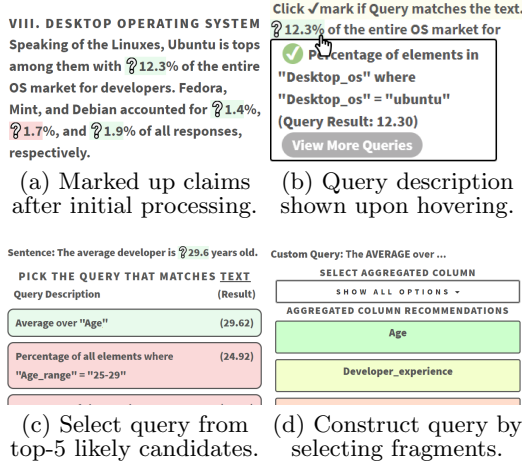 VIII. DESKTOP OPERATING SYSTEM
Speaking of the Linuxes, Ubuntu is tops
among them with ?12.3% of the entire
OS market for developers. Fedora,
Mint, and Debian accounted for ?1.4%,
?1.7%, and ?1.9% of all responses,
respectively.
(a) Marked up claims
after initial processing.
Click ✓mark if Query matches the text.
?12.3% of the entire OS market for
✓ Percentage of elements in
"Desktop_os" where
"Desktop_os" = "ubuntu"
(Query Result: 12.30)
View More Queries
(b) Query description
shown upon hovering.
Sentence: The average developer is ?29.6 years old.
PICK THE QUERY THAT MATCHES TEXT
Query Description (Result)
Average over "Age" (29.62)
Percentage of all elements where (24.92)
"Age_range" = "25-29"
(c) Select query from
top-5 likely candidates.
Custom Query: The AVERAGE over ...
SELECT AGGREGATED COLUMN
SHOW ALL OPTIONS
AGGREGATED COLUMN RECOMMENDATIONS
Age
Developer_experience
(d) Construct query by
selecting fragments.